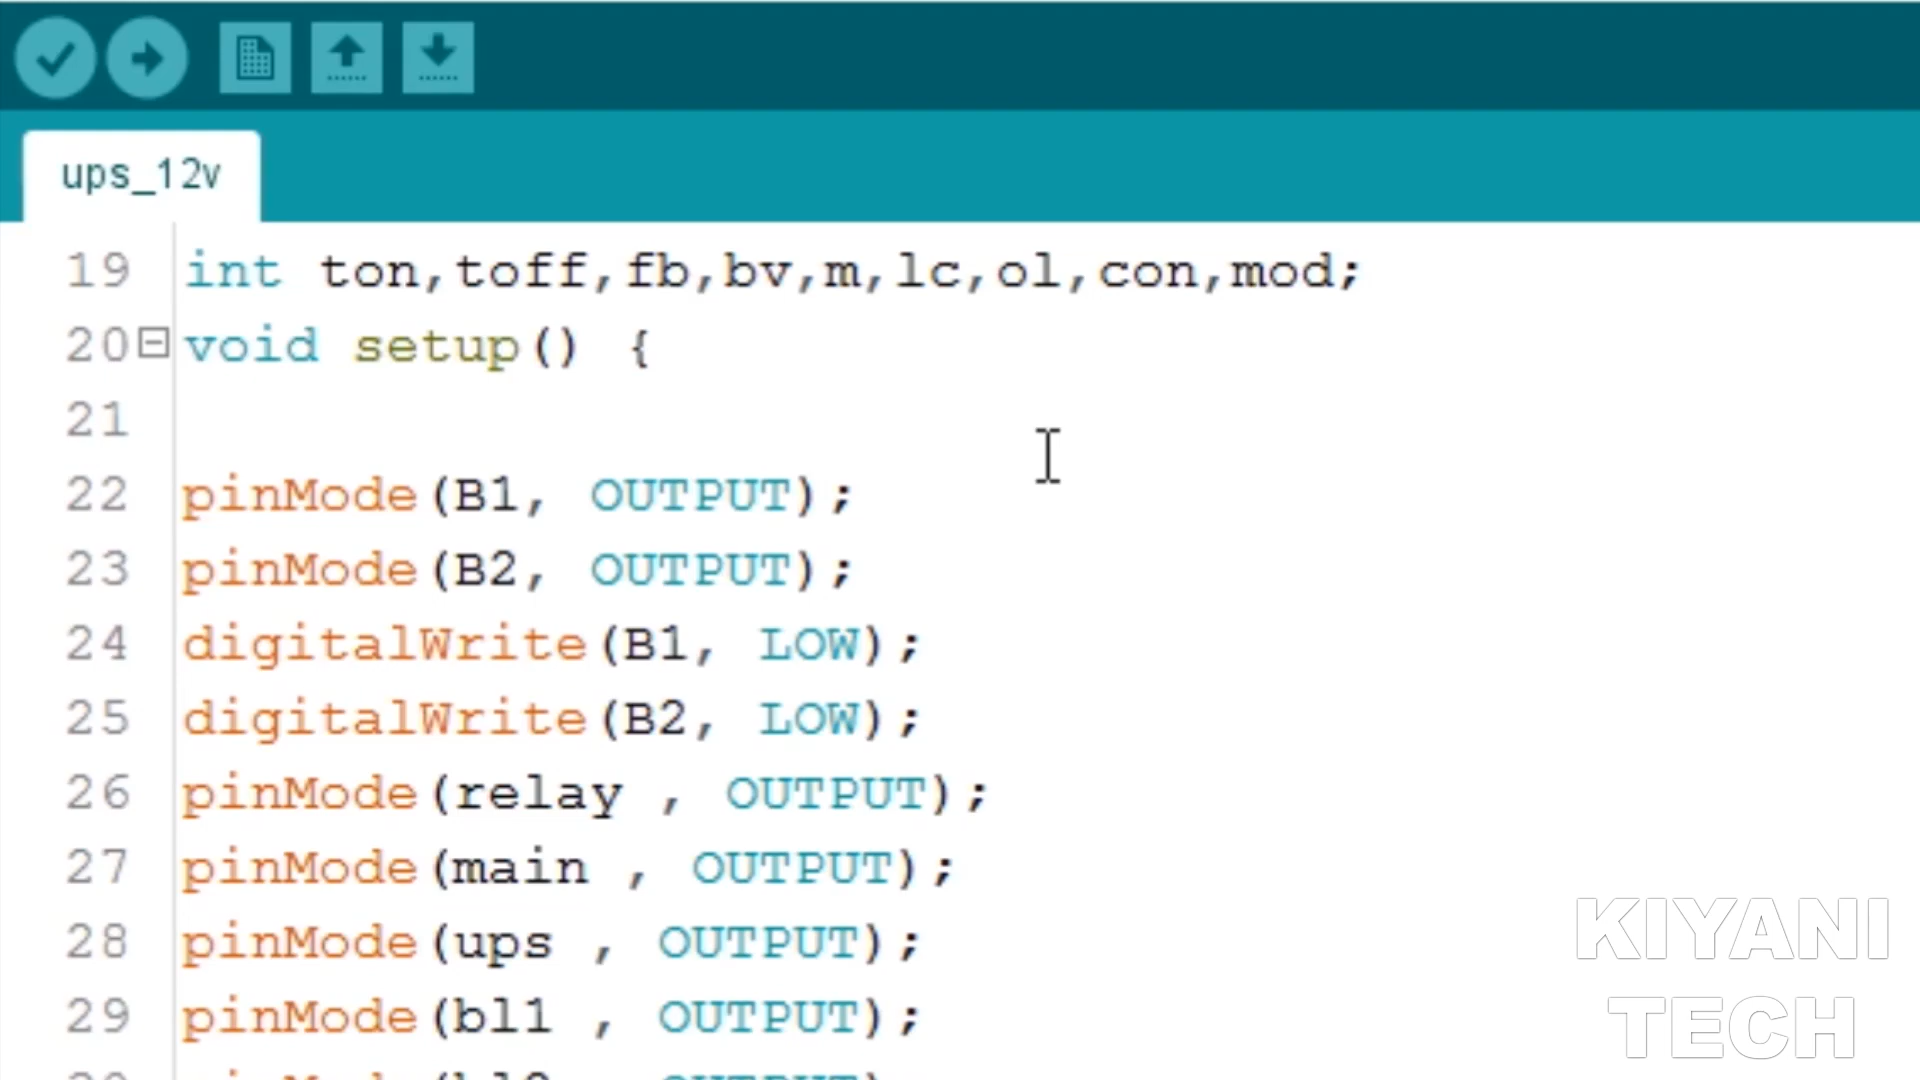 ups_12v
19 int ton,toff,fb,bv,m,lc,ol,con,mod;
20 void setup() {
21
22 pinMode(B1, OUTPUT);
23 pinMode(B2, OUTPUT);
24 digitalWrite(B1, LOW);
25 digitalWrite(B2, LOW);
26 pinMode(relay , OUTPUT);
27 pinMode(main , OUTPUT);
28 pinMode(ups , OUTPUT);
29 pinMode(bl1 , OUTPUT);
KIYANI
TECH